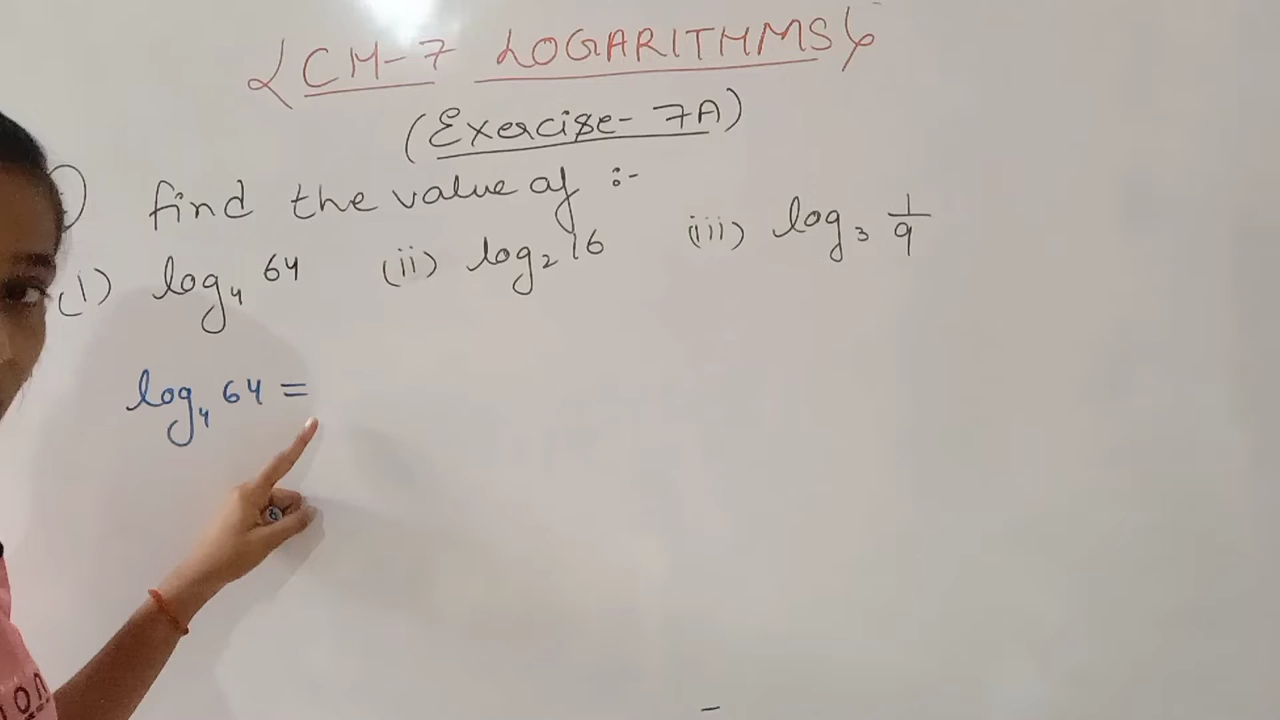 CH-7 LOGARITHMS
(Exercise-7A)
find the value of :-
(i) log₄ 64 (ii) log₂ 16 (iii) log₃ 1/9
log₄ 64 =